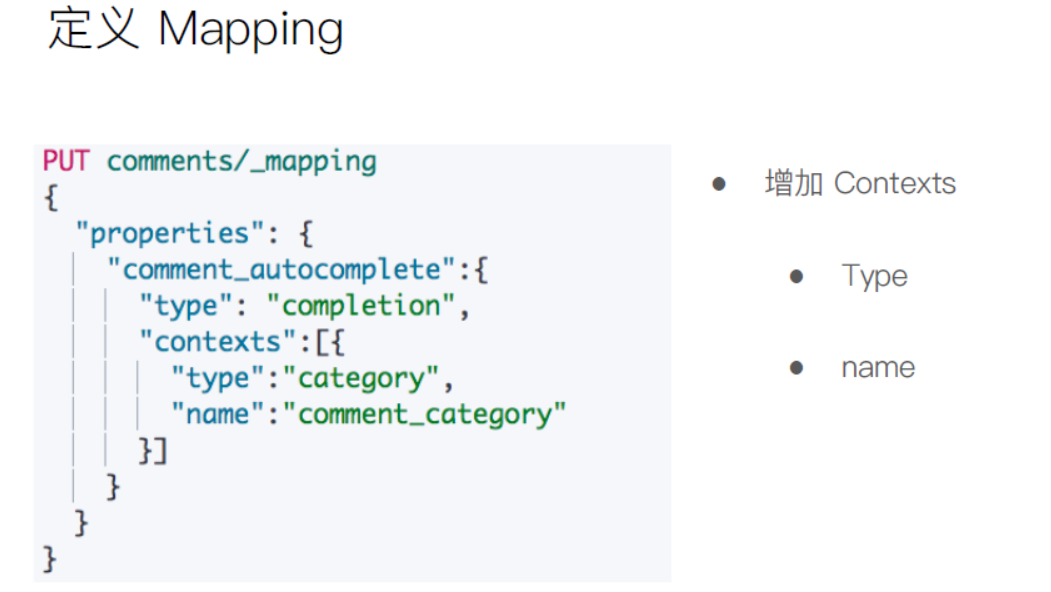 定义 Mapping
PUT comments/_mapping
{
  "properties": {
    "comment_autocomplete":{
      "type": "completion",
      "contexts":[{
        "type":"category",
        "name":"comment_category"
      }]
    }
  }
}
● 增加 Contexts
● Type
● name